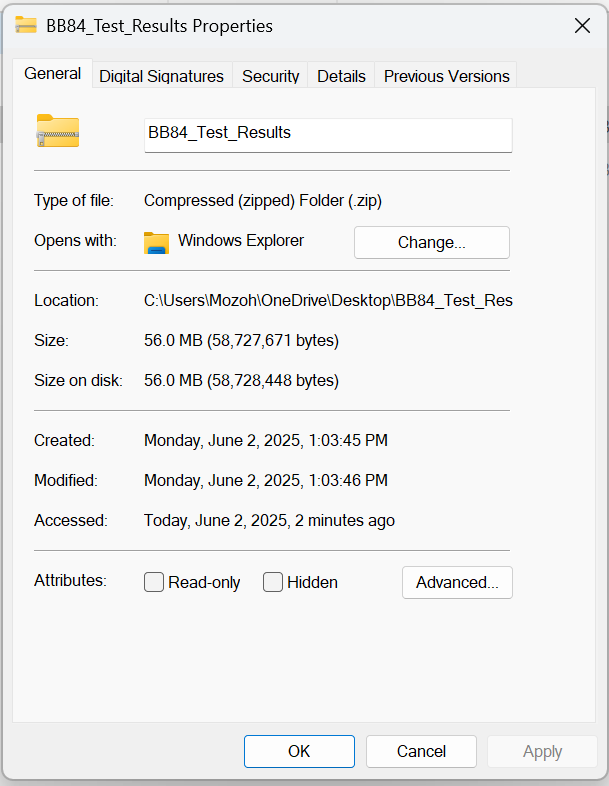 BB84_Test_Results Properties
General Digital Signatures Security Details Previous Versions
BB84_Test_Results
Type of file: Compressed (zipped) Folder (.zip)
Opens with: Windows Explorer Change...
Location: C:\Users\Mozoh\OneDrive\Desktop\BB84_Test_Res
Size: 56.0 MB (58,727,671 bytes)
Size on disk: 56.0 MB (58,728,448 bytes)
Created: Monday, June 2, 2025, 1:03:45 PM
Modified: Monday, June 2, 2025, 1:03:46 PM
Accessed: Today, June 2, 2025, 2 minutes ago
Attributes: Read-only Hidden Advanced...
OK Cancel Apply